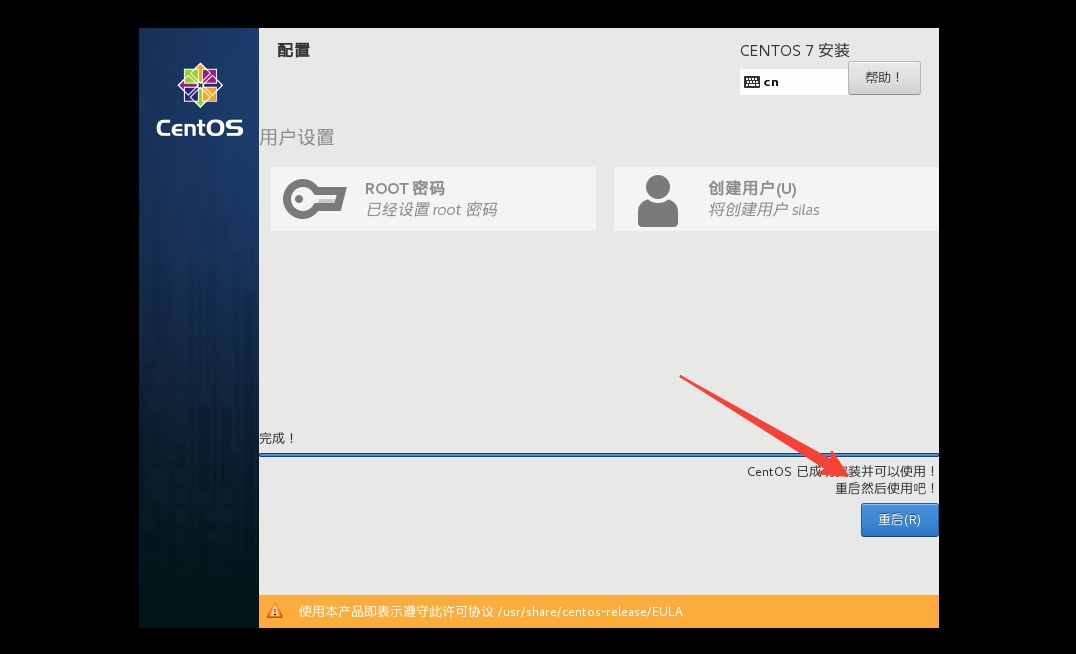 配置
CENTOS 7 安装
cn
帮助！
CentOS
用户设置
ROOT 密码
已经设置 root 密码
创建用户(U)
将创建用户 silas
完成！
CentOS 已成装并可以使用！
重启然后使用吧！
重启(R)
使用本产品即表示遵守此许可协议 /usr/share/centos-release/EULA